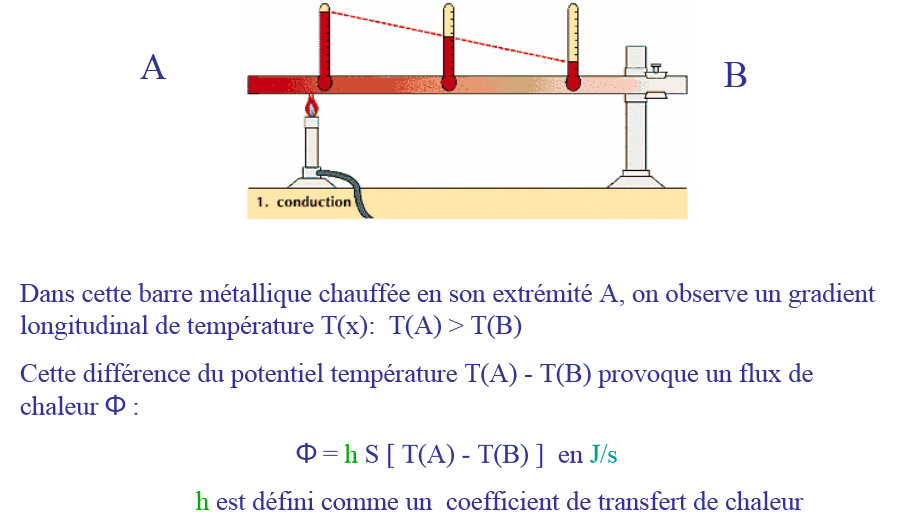 A
B
1. conduction
Dans cette barre métallique chauffée en son extrémité A, on observe un gradient
longitudinal de température T(x): T(A) > T(B)
Cette différence du potentiel température T(A) - T(B) provoque un flux de
chaleur Φ :
Φ = h S [ T(A) - T(B) ] en J/s
h est défini comme un coefficient de transfert de chaleur